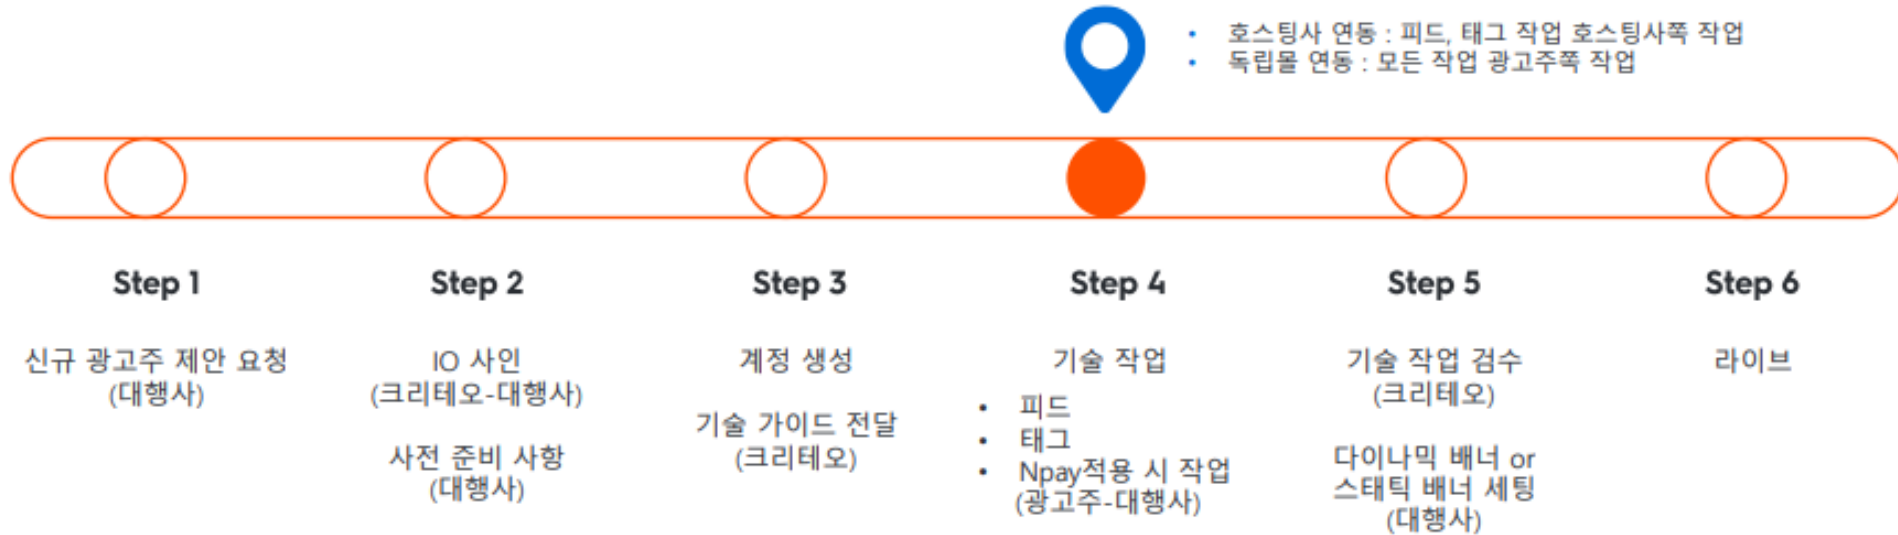 • 호스팅사 연동 : 피드, 태그 작업 호스팅사쪽 작업
• 독립몰 연동 : 모든 작업 광고주쪽 작업
Step 1
신규 광고주 제안 요청
(대행사)
Step 2
IO 사인
(크리테오-대행사)
사전 준비 사항
(대행사)
Step 3
계정 생성
기술 가이드 전달
(크리테오)
Step 4
기술 작업
• 피드
• 태그
• Npay적용 시 작업
(광고주-대행사)
Step 5
기술 작업 검수
(크리테오)
다이나믹 배너 or
스태틱 배너 세팅
(대행사)
Step 6
라이브